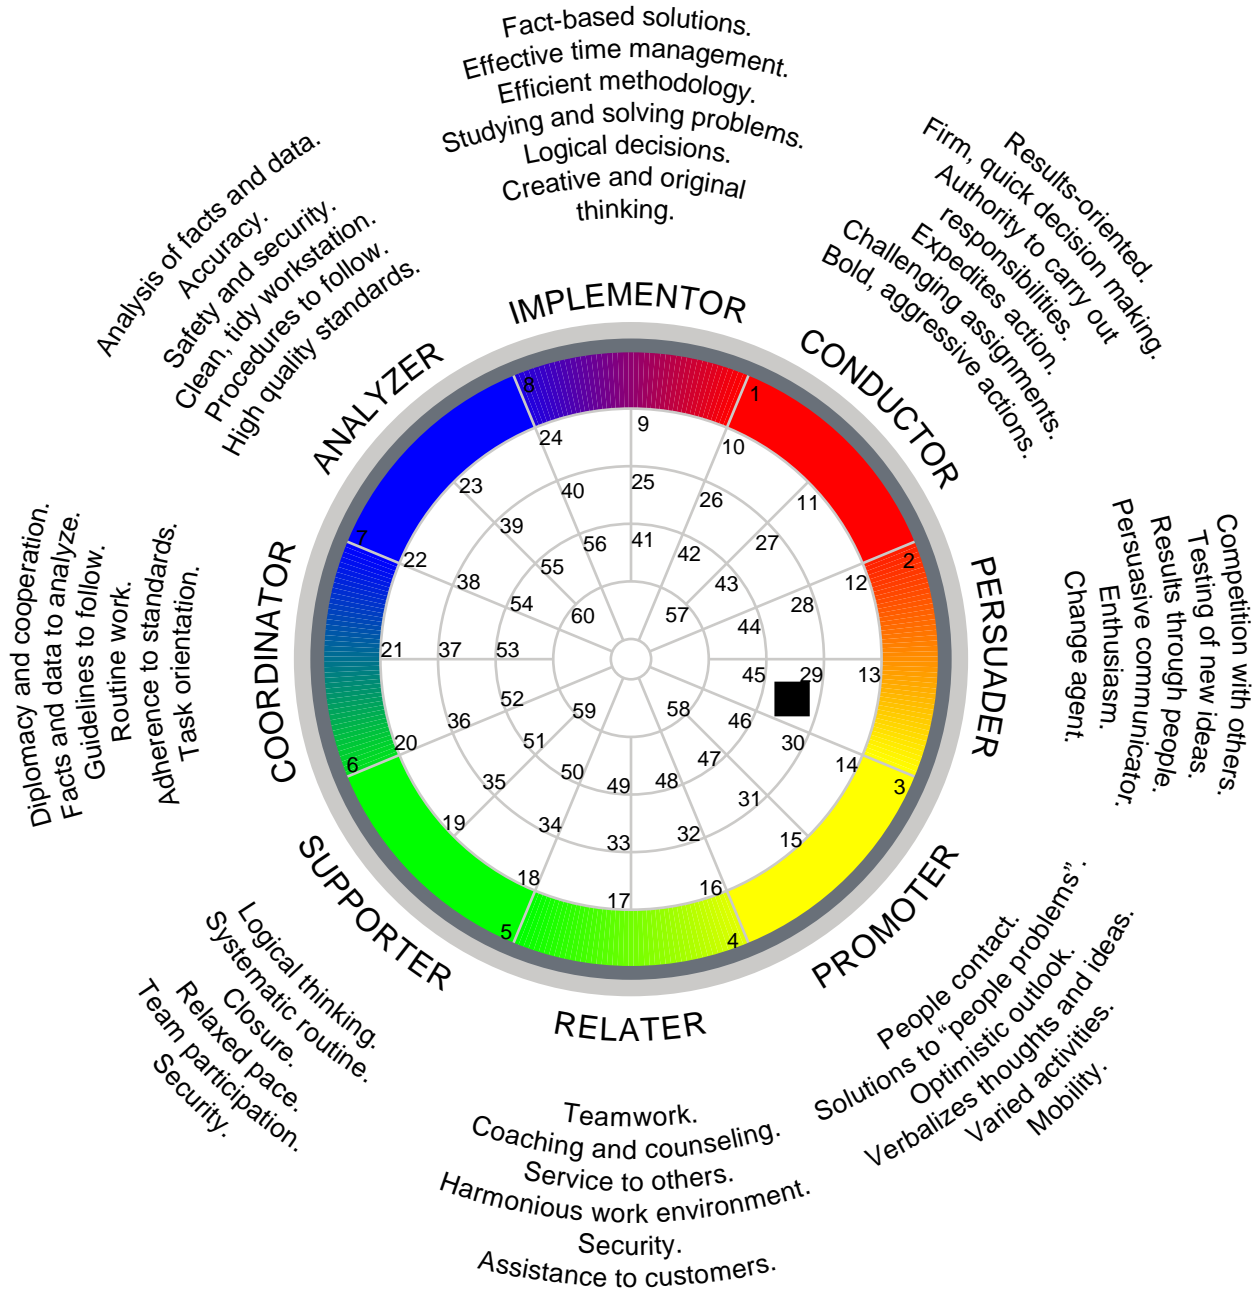 Fact-based solutions.
Effective time management.
Efficient methodology.
Studying and solving problems.
Logical decisions.
Creative and original
thinking.
Results-oriented.
Firm, quick decision making.
Authority to carry out
responsibilities.
Expedites action.
Challenging assignments.
Bold, aggressive actions.
Competition with others.
Testing of new ideas.
Results through people.
Persuasive communicator.
Enthusiasm.
Change agent.
People contact.
Solutions to “people problems”.
Optimistic outlook.
Verbalizes thoughts and ideas.
Varied activities.
Mobility.
Teamwork.
Coaching and counseling.
Service to others.
Harmonious work environment.
Security.
Assistance to customers.
Logical thinking.
Systematic routine.
Closure.
Relaxed pace.
Team participation.
Security.
Diplomacy and cooperation.
Facts and data to analyze.
Guidelines to follow.
Routine work.
Adherence to standards.
Task orientation.
Analysis of facts and data.
Accuracy.
Safety and security.
Clean, tidy workstation.
Procedures to follow.
High quality standards.
IMPLEMENTOR
CONDUCTOR
PERSUADER
PROMOTER
RELATER
SUPPORTER
COORDINATOR
ANALYZER
1
2
3
4
5
6
7
8
9
10
11
12
13
14
15
16
17
18
19
20
21
22
23
24
25
26
27
28
29
30
31
32
33
34
35
36
37
38
39
40
41
42
43
44
45
46
47
48
49
50
51
52
53
54
55
56
57
58
59
60